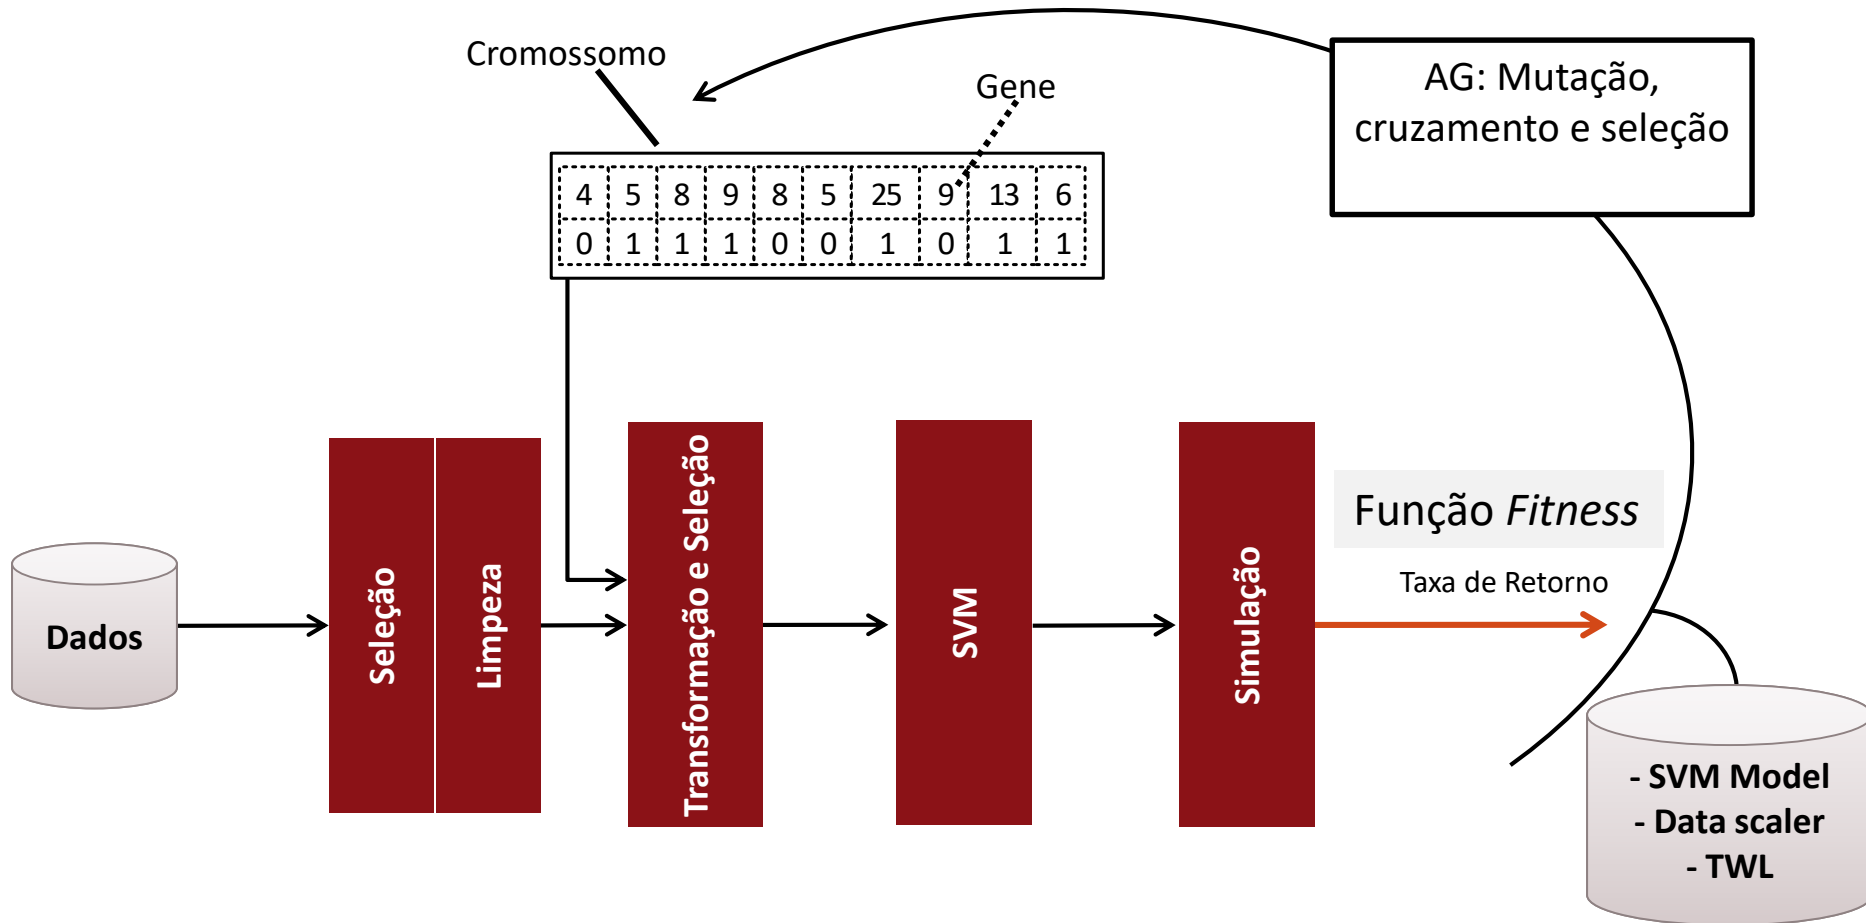 Cromossomo
Gene
AG: Mutação,
cruzamento e seleção
4 5 8 9 8 5 25 9 13 6
0 1 1 1 0 0 1 0 1 1
Dados
Seleção
Limpeza
Transformação e Seleção
SVM
Simulação
Função Fitness
Taxa de Retorno
- SVM Model
- Data scaler
- TWL